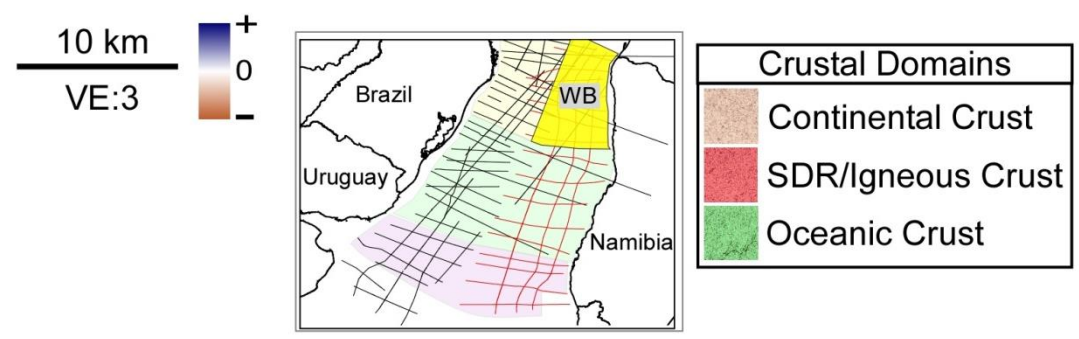 10 km
VE:3
+
0
-
Brazil
WB
Uruguay
Namibia
Crustal Domains
Continental Crust
SDR/Igneous Crust
Oceanic Crust